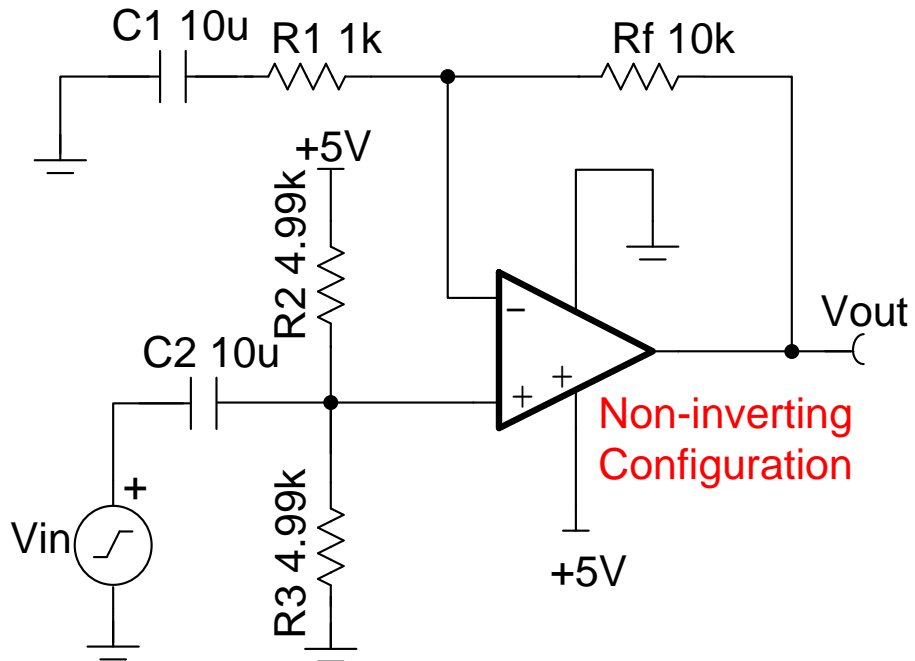 C1 10u
R1 1k
Rf 10k
+5V
R2 4.99k
C2 10u
Vout
Non-inverting
Configuration
+
Vin
R3 4.99k
+5V
−
+
+